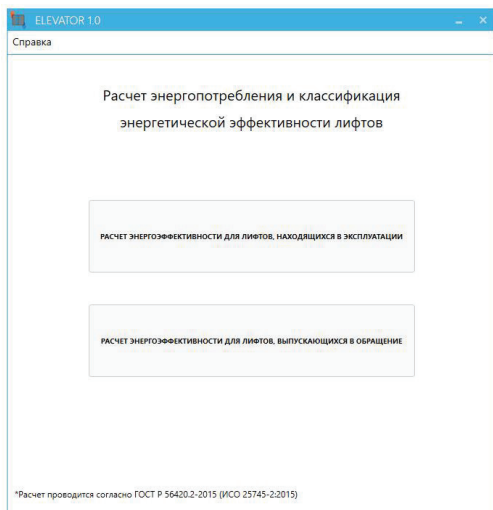 ELEVATOR 1.0
Справка
Расчет энергопотребления и классификация
энергетической эффективности лифтов
РАСЧЕТ ЭНЕРГОЭФФЕКТИВНОСТИ ДЛЯ ЛИФТОВ, НАХОДЯЩИХСЯ В ЭКСПЛУАТАЦИИ
РАСЧЕТ ЭНЕРГОЭФФЕКТИВНОСТИ ДЛЯ ЛИФТОВ, ВЫПУСКАЮЩИХСЯ В ОБРАЩЕНИЕ
*Расчет проводится согласно ГОСТ Р 56420.2-2015 (ИСО 25745-2:2015)